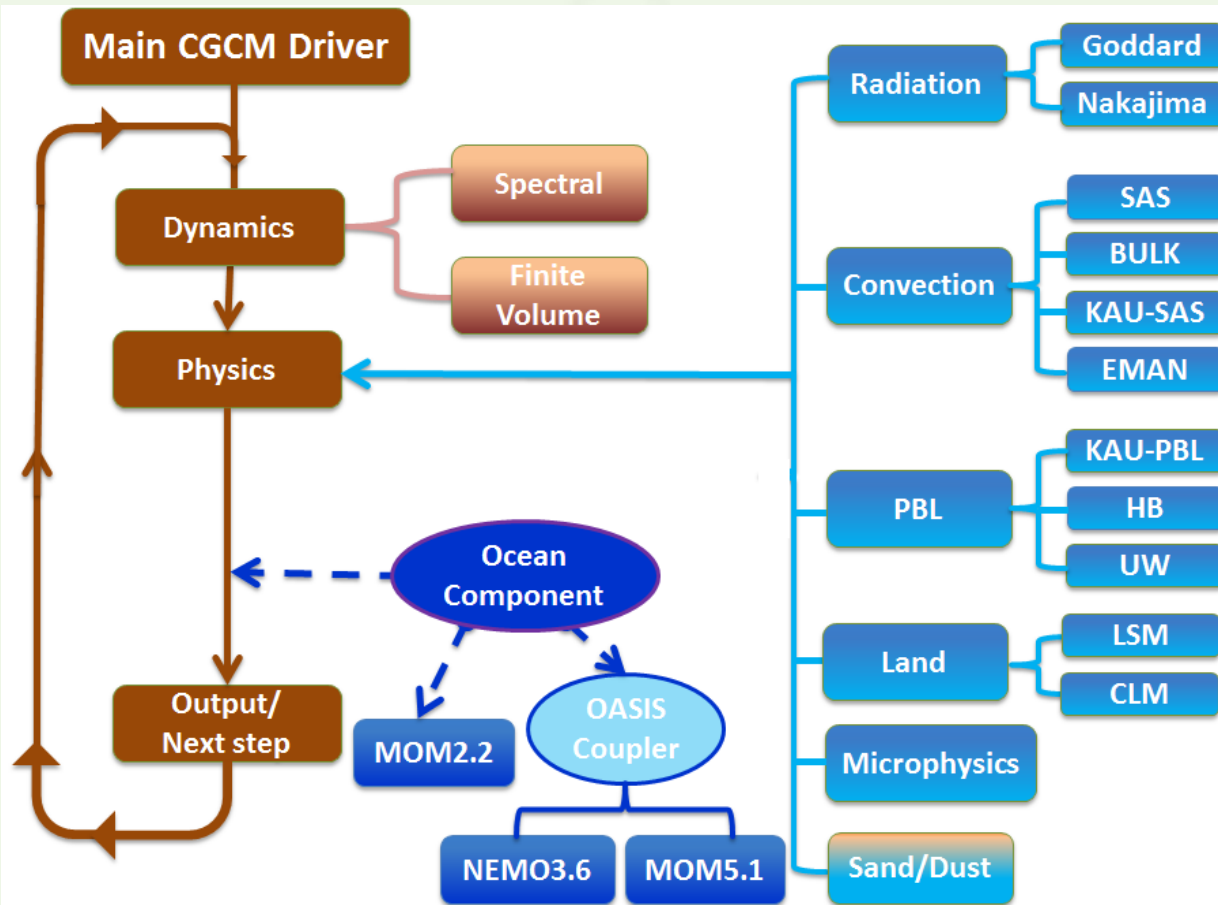 Main CGCM Driver
Dynamics
Spectral
Finite
Volume
Physics
Ocean
Component
Output/
Next step
MOM2.2
OASIS
Coupler
NEMO3.6
MOM5.1
Radiation
Goddard
Nakajima
Convection
SAS
BULK
KAU-SAS
EMAN
PBL
KAU-PBL
HB
UW
Land
LSM
CLM
Microphysics
Sand/Dust